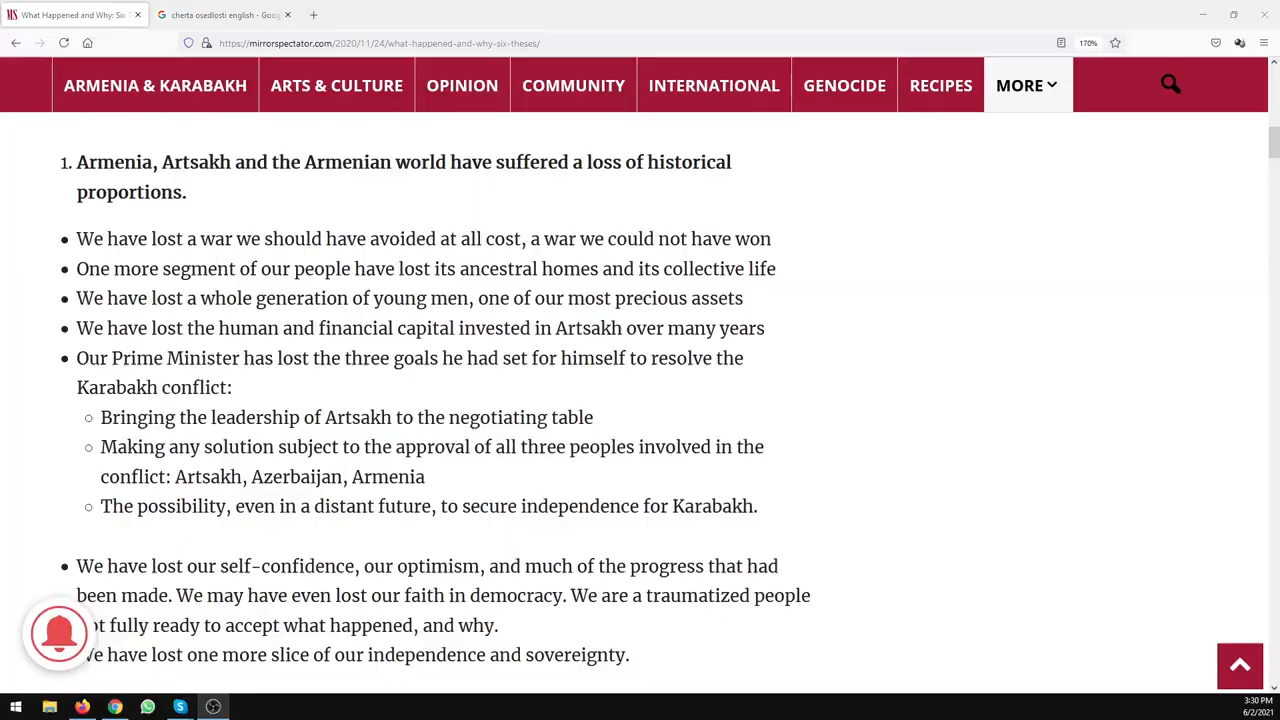 MS What Happened and Why: Six T
cherta osedlosti english - Goog
https://mirrorspectator.com/2020/11/24/what-happened-and-why-six-theses/
170%
ARMENIA & KARABAKH
ARTS & CULTURE
OPINION
COMMUNITY
INTERNATIONAL
GENOCIDE
RECIPES
MORE
1. Armenia, Artsakh and the Armenian world have suffered a loss of historical
proportions.
We have lost a war we should have avoided at all cost, a war we could not have won
One more segment of our people have lost its ancestral homes and its collective life
We have lost a whole generation of young men, one of our most precious assets
We have lost the human and financial capital invested in Artsakh over many years
Our Prime Minister has lost the three goals he had set for himself to resolve the
Karabakh conflict:
Bringing the leadership of Artsakh to the negotiating table
Making any solution subject to the approval of all three peoples involved in the
conflict: Artsakh, Azerbaijan, Armenia
The possibility, even in a distant future, to secure independence for Karabakh.
We have lost our self-confidence, our optimism, and much of the progress that had
been made. We may have even lost our faith in democracy. We are a traumatized people
not fully ready to accept what happened, and why.
We have lost one more slice of our independence and sovereignty.
3:30 PM
6/2/2021